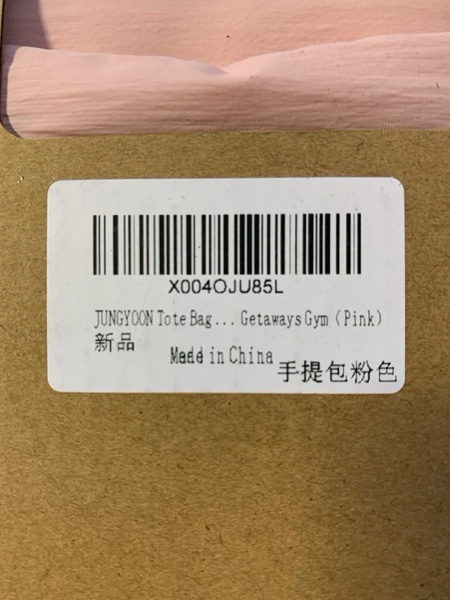 X004OJU85L
JUNGYOON Tote Bag... Getaways Gym (Pink)
新品
Made in China
手提包粉色